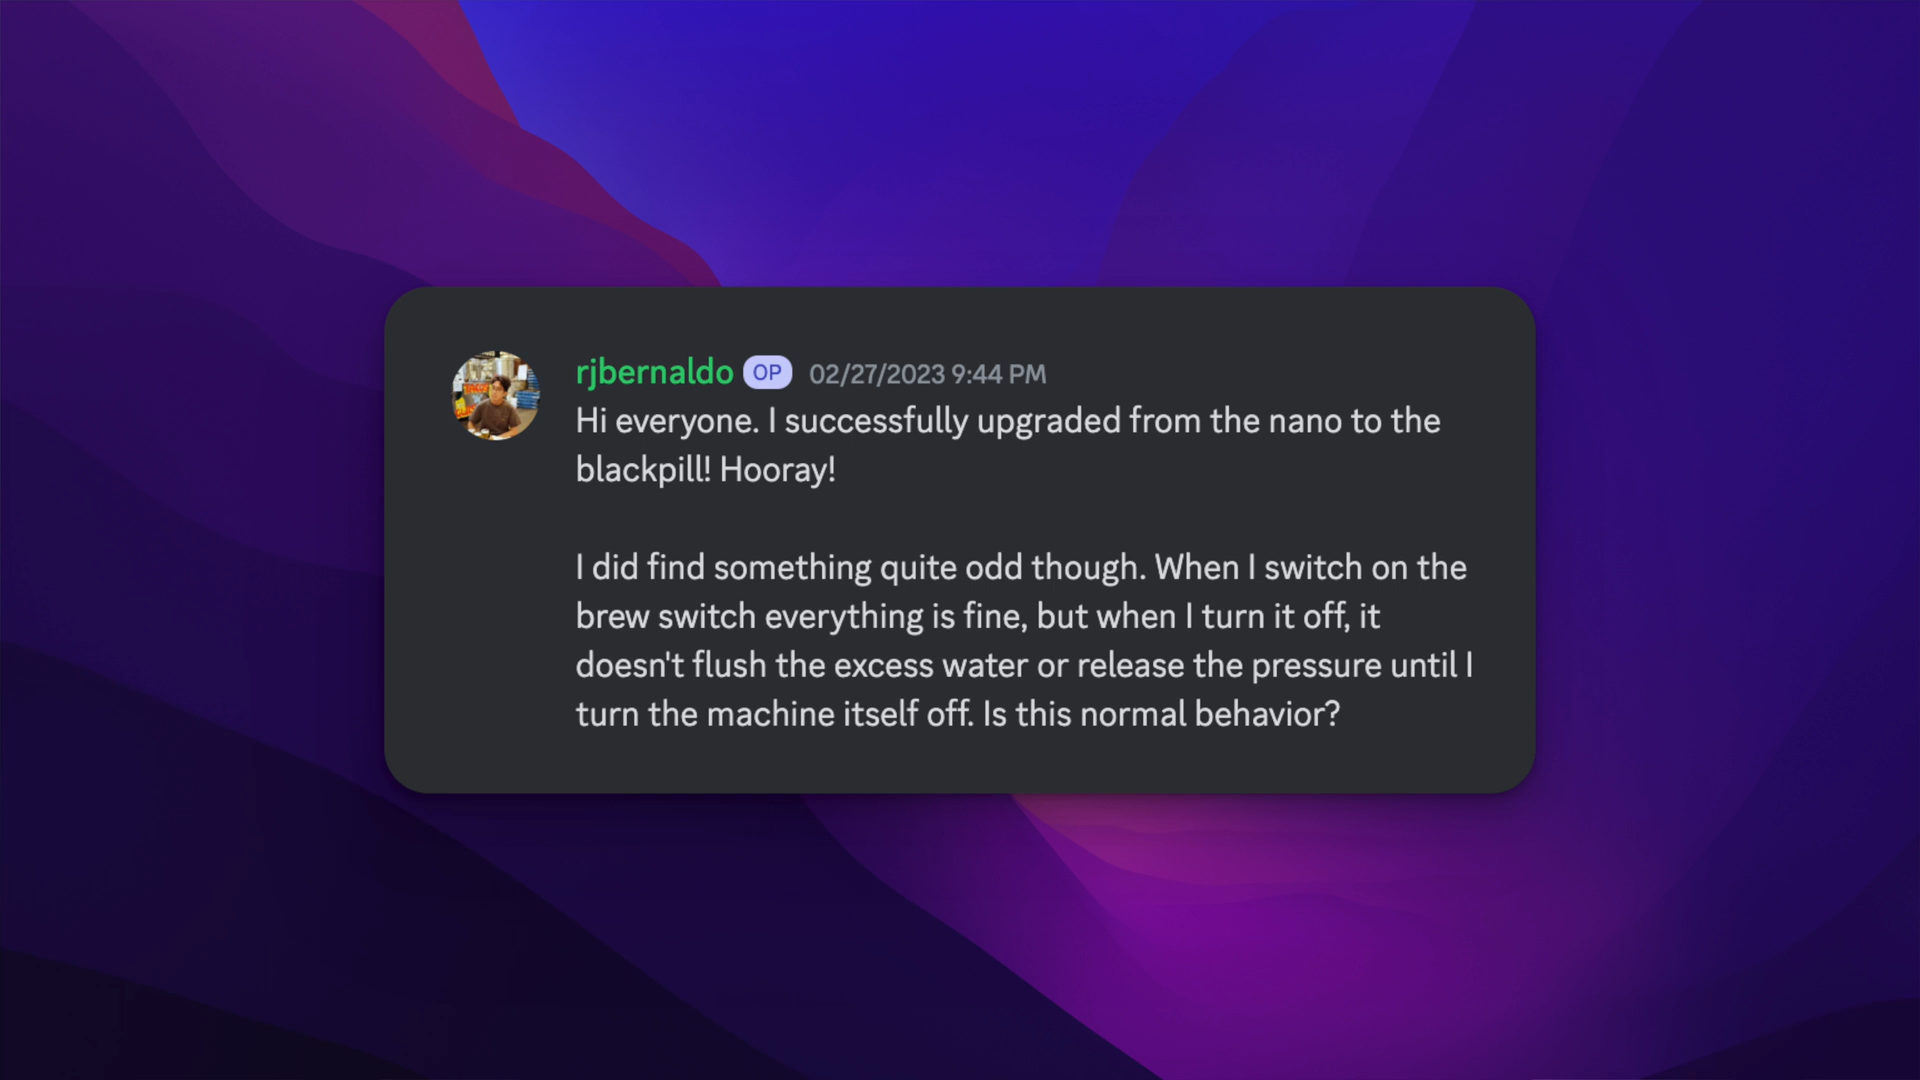 rjbernaldo OP 02/27/2023 9:44 PM
Hi everyone. I successfully upgraded from the nano to the
blackpill! Hooray!
I did find something quite odd though. When I switch on the
brew switch everything is fine, but when I turn it off, it
doesn't flush the excess water or release the pressure until I
turn the machine itself off. Is this normal behavior?